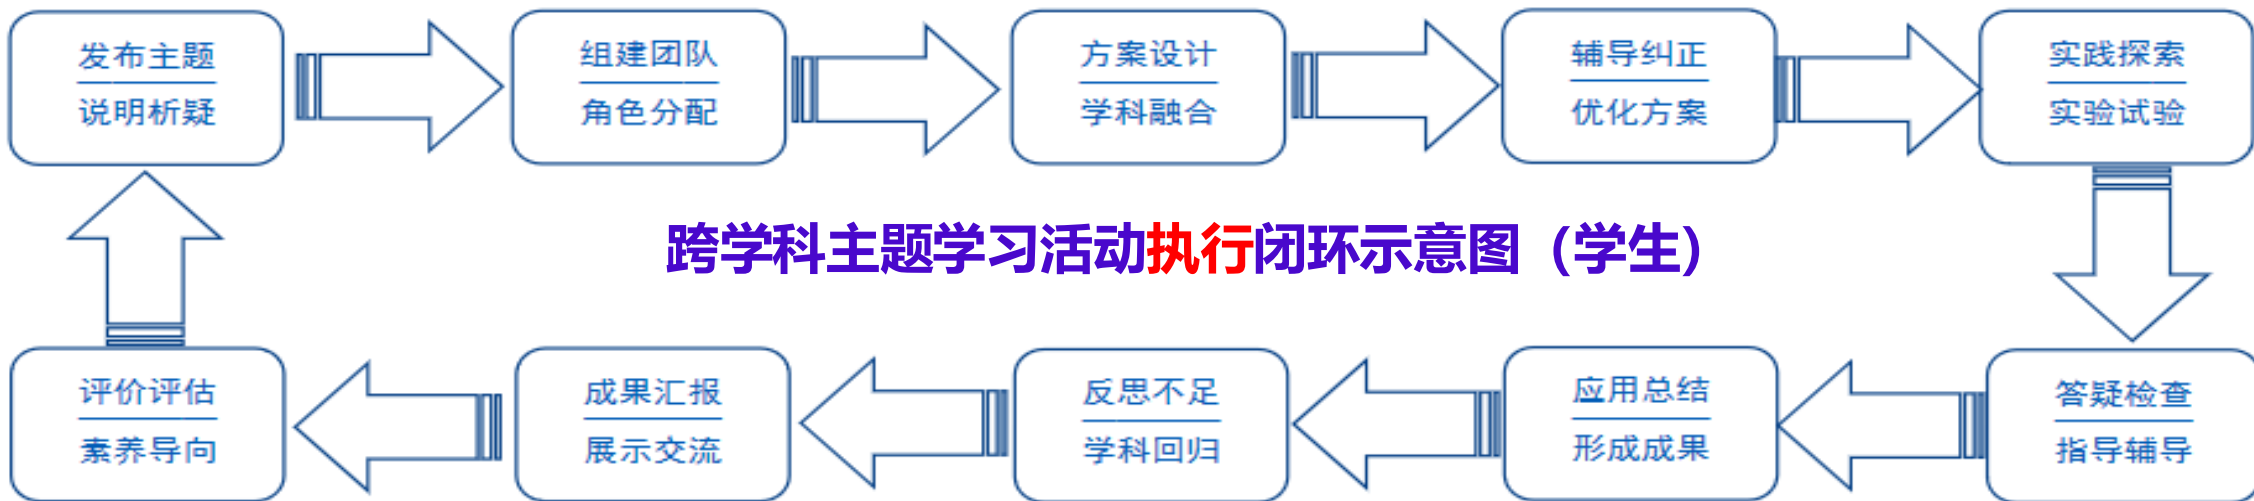 发布主题
说明析疑
组建团队
角色分配
方案设计
学科融合
辅导纠正
优化方案
实践探索
实验试验
跨学科主题学习活动执行闭环示意图（学生）
评价评估
素养导向
成果汇报
展示交流
反思不足
学科回归
应用总结
形成成果
答疑检查
指导辅导